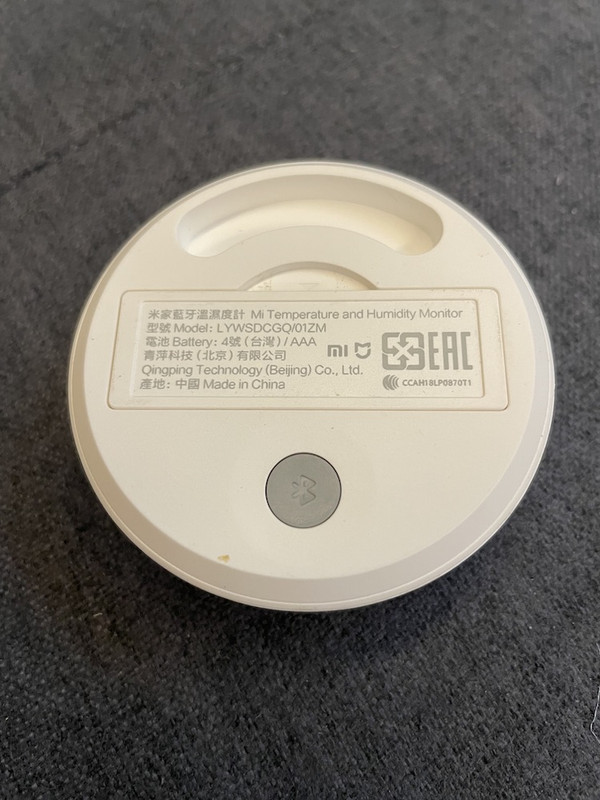 米家藍牙溫濕度計 Mi Temperature and Humidity Monitor
型號 Model: LYWSDCGQ/01ZM
電池 Battery: 4號 (台灣) / AAA
青萍科技 (北京) 有限公司
Qingping Technology (Beijing) Co., Ltd.
產地: 中國 Made in China
MI
EAC
CCAH18LP0870T1